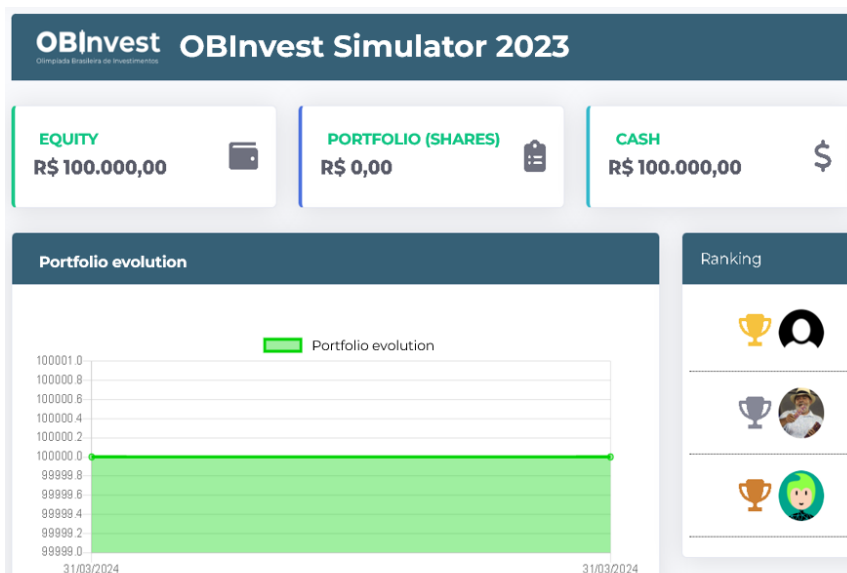 OBInvest
Olimpíada Brasileira de Investimentos
OBInvest Simulator 2023
EQUITY
R$ 100.000,00
PORTFOLIO (SHARES)
R$ 0,00
CASH
R$ 100.000,00
$
Portfolio evolution
Ranking
Portfolio evolution
100001.0
100000.8
100000.6
100000.4
100000.2
100000.0
99999.8
99999.6
99999.4
99999.2
99999.0
31/03/2024
31/03/2024